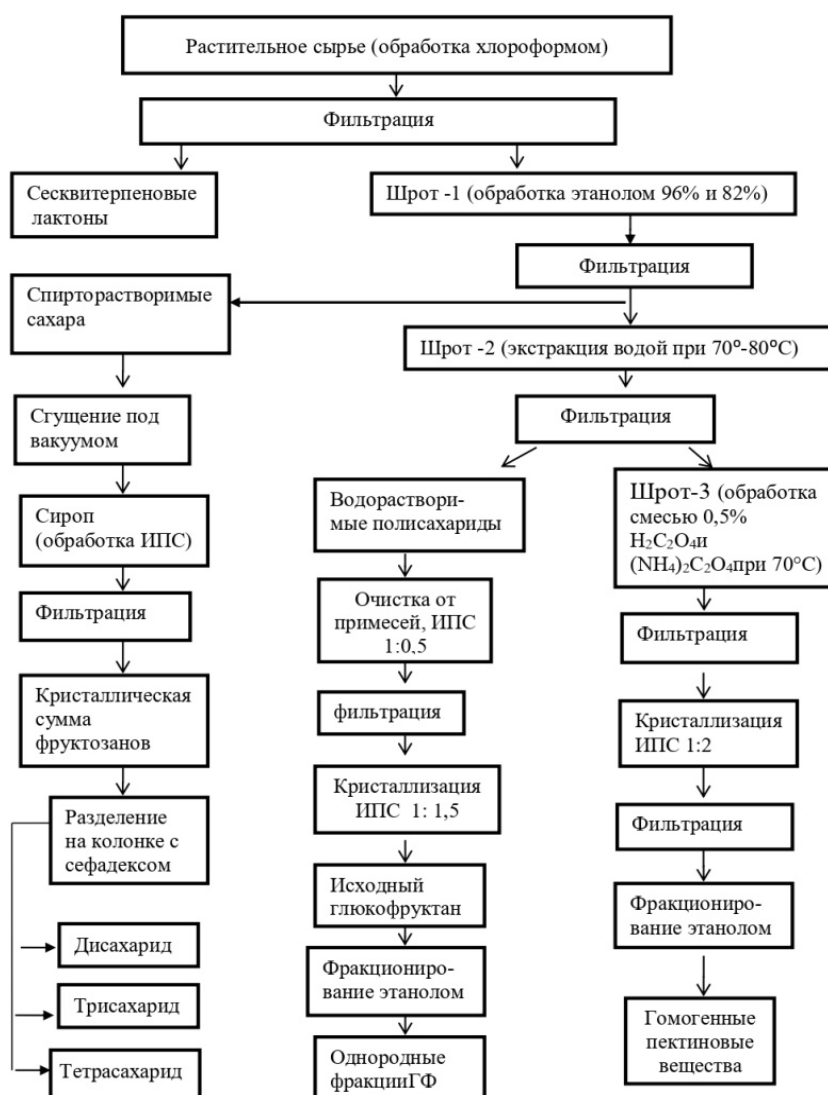 Растительное сырье (обработка хлороформом)
Фильтрация
Сесквитерпеновые
лактоны
Шрот -1 (обработка этанолом 96% и 82%)
Фильтрация
Спирторастворимые
сахара
Шрот -2 (экстракция водой при 70⁰-80⁰С)
Сгущение под
вакуумом
Фильтрация
Сироп
(обработка ИПС)
Водораствори-
мые полисахариды
Шрот-3 (обработка
смесью 0,5%
H₂C₂O₄и
(NH₄)₂C₂O₄при 70°С)
Фильтрация
Очистка от
примесей, ИПС
1:0,5
Фильтрация
Кристаллическая
сумма
фруктозанов
фильтрация
Кристаллизация
ИПС 1:2
Разделение
на колонке с
сефадексом
Кристаллизация
ИПС 1: 1,5
Фильтрация
Исходный
глюкофруктан
Фракциониро-
вание этанолом
Дисахарид
Фракциониро-
вание этанолом
Трисахарид
Гомогенные
пектиновые
вещества
Тетрасахарид
Однородные
фракцииГФ